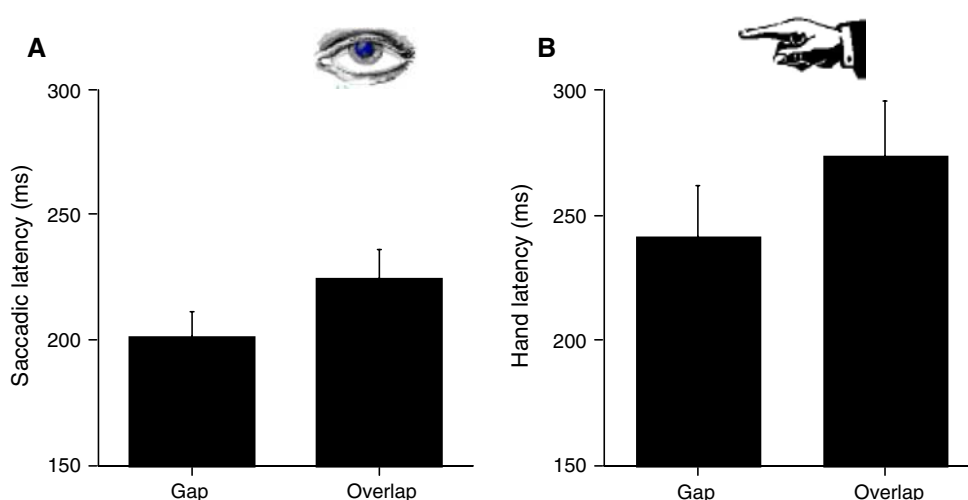 A
Saccadic latency (ms)
300
250
200
150
Gap Overlap
B
Hand latency (ms)
300
250
200
150
Gap Overlap